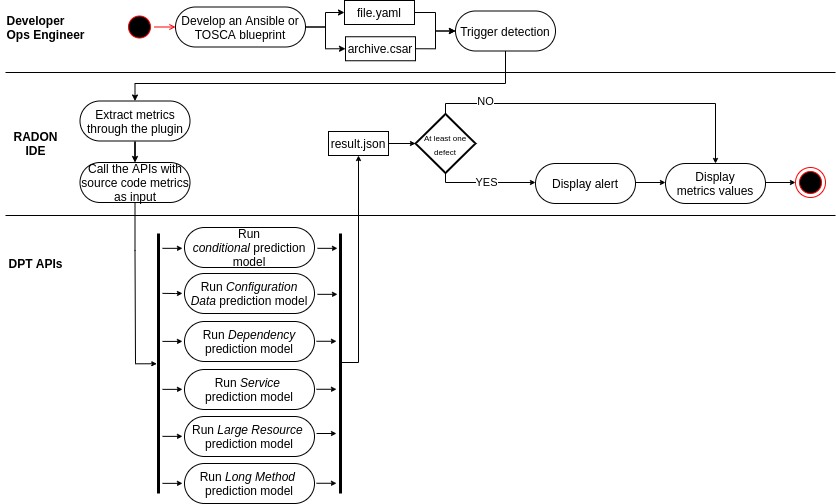 Developer
Ops Engineer
Develop an Ansible or
TOSCA blueprint
file.yaml
archive.csar
Trigger detection
RADON
IDE
Extract metrics
through the plugin
Call the APIs with
source code metrics
as input
result.json
At least one
defect
NO
YES
Display alert
Display
metrics values
DPT APIs
Run
conditional prediction
model
Run Configuration
Data prediction model
Run Dependency
prediction model
Run Service
prediction model
Run Large Resource
prediction model
Run Long Method
prediction model